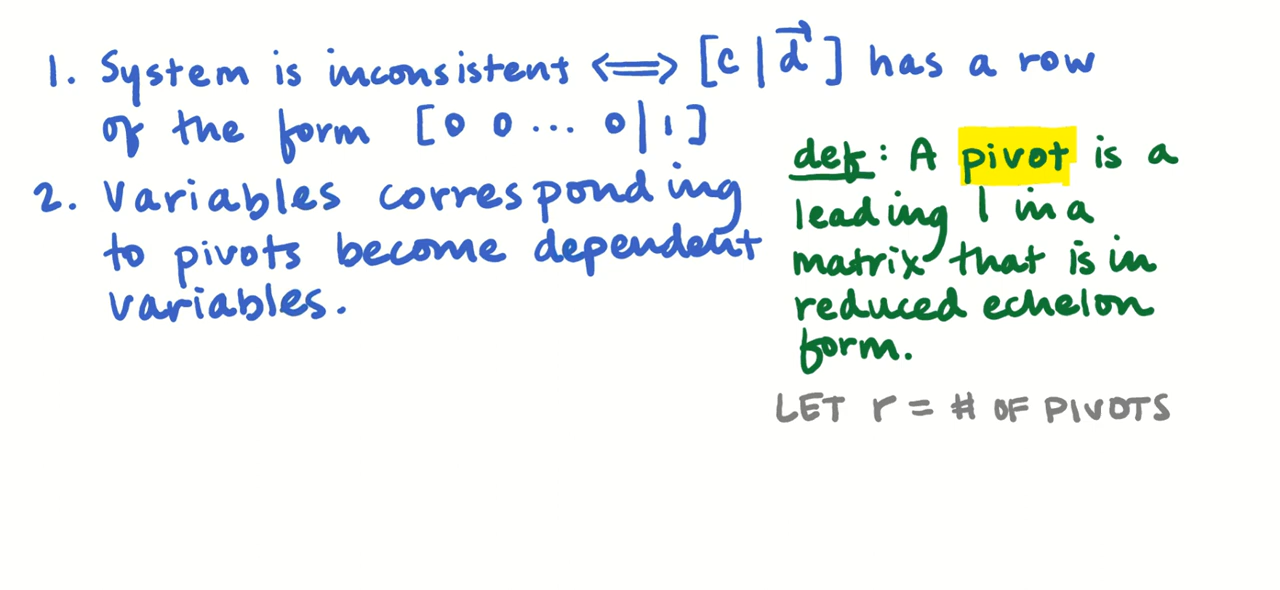 1. System is inconsistent ⟺ [C | d⃗ ] has a row
of the form [0 0 ... 0 | 1]
2. Variables corresponding
to pivots become dependent
variables.
def: A pivot is a
leading 1 in a
matrix that is in
reduced echelon
form.
LET r = # OF PIVOTS